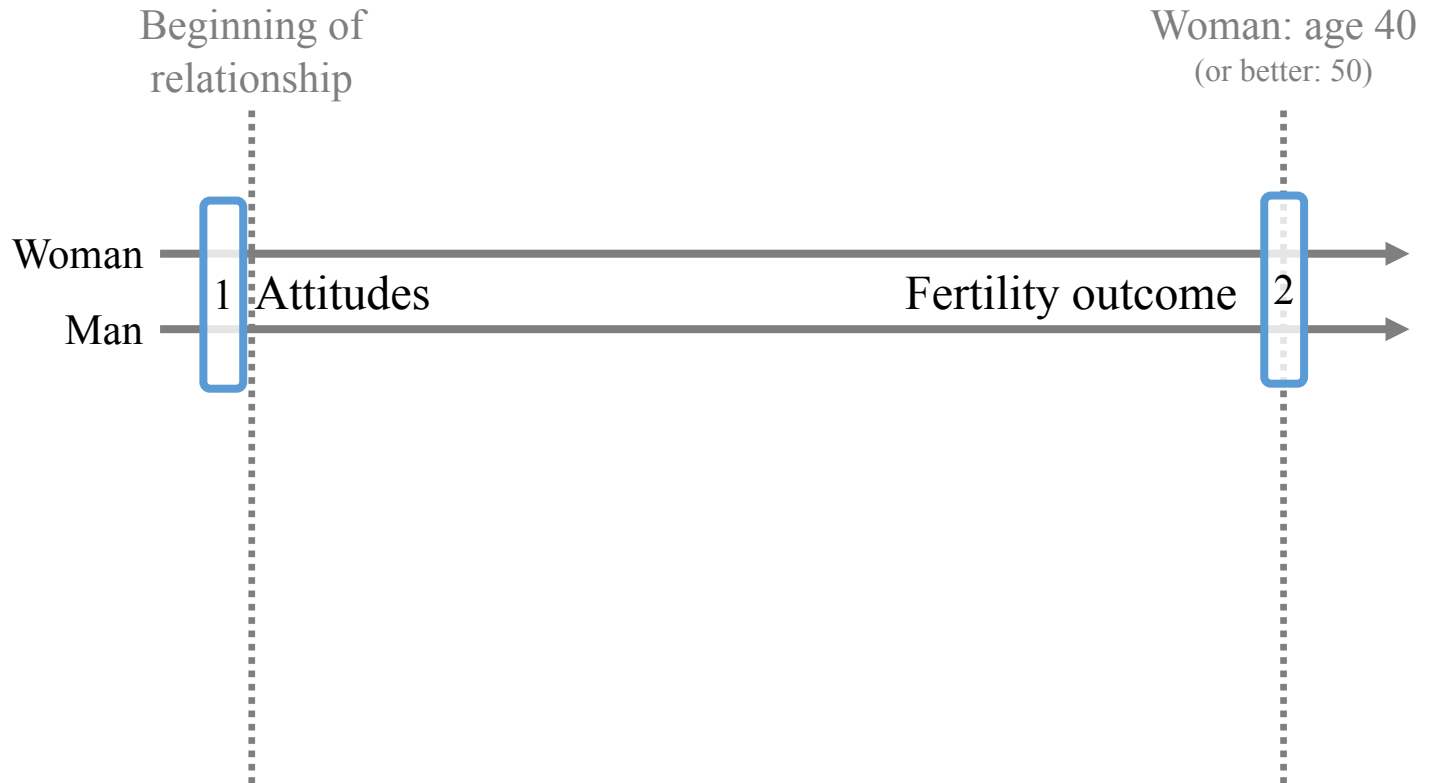 Beginning of
relationship
Woman: age 40
(or better: 50)
Woman
1 Attitudes
Fertility outcome 2
Man